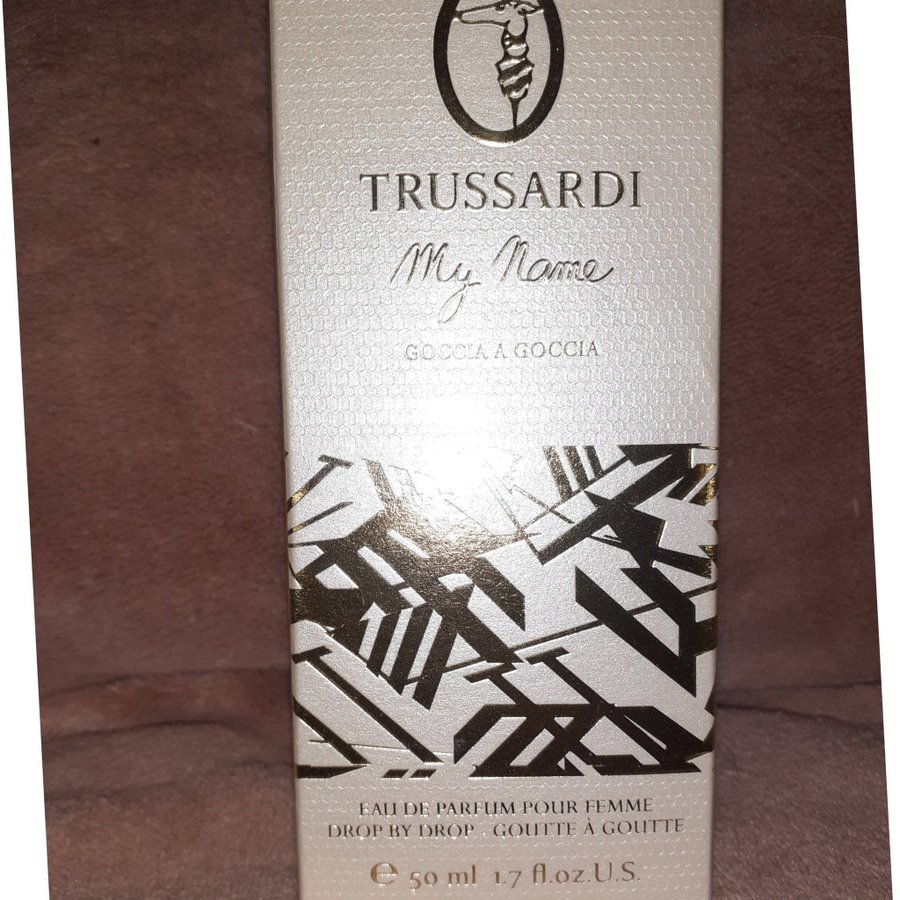 TRUSSARDI
My Name
GOCCIA A GOCCIA
EAU DE PARFUM POUR FEMME
DROP BY DROP - GOUTTE À GOUTTE
℮ 50 ml 1.7 fl.oz.U.S.